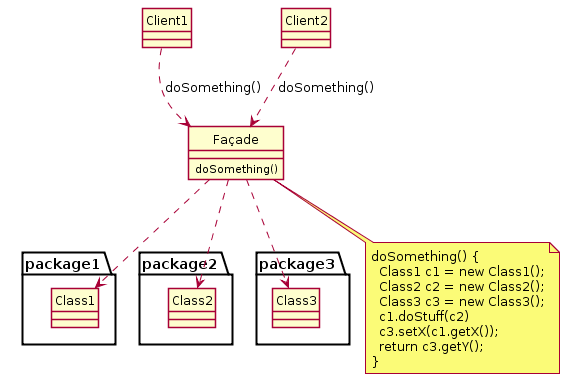 Client1
Client2
doSomething()
doSomething()
Façade
doSomething()
package1
package2
package3
Class1
Class2
Class3
doSomething() {
Class1 c1 = new Class1();
Class2 c2 = new Class2();
Class3 c3 = new Class3();
c1.doStuff(c2)
c3.setX(c1.getX());
return c3.getY();
}